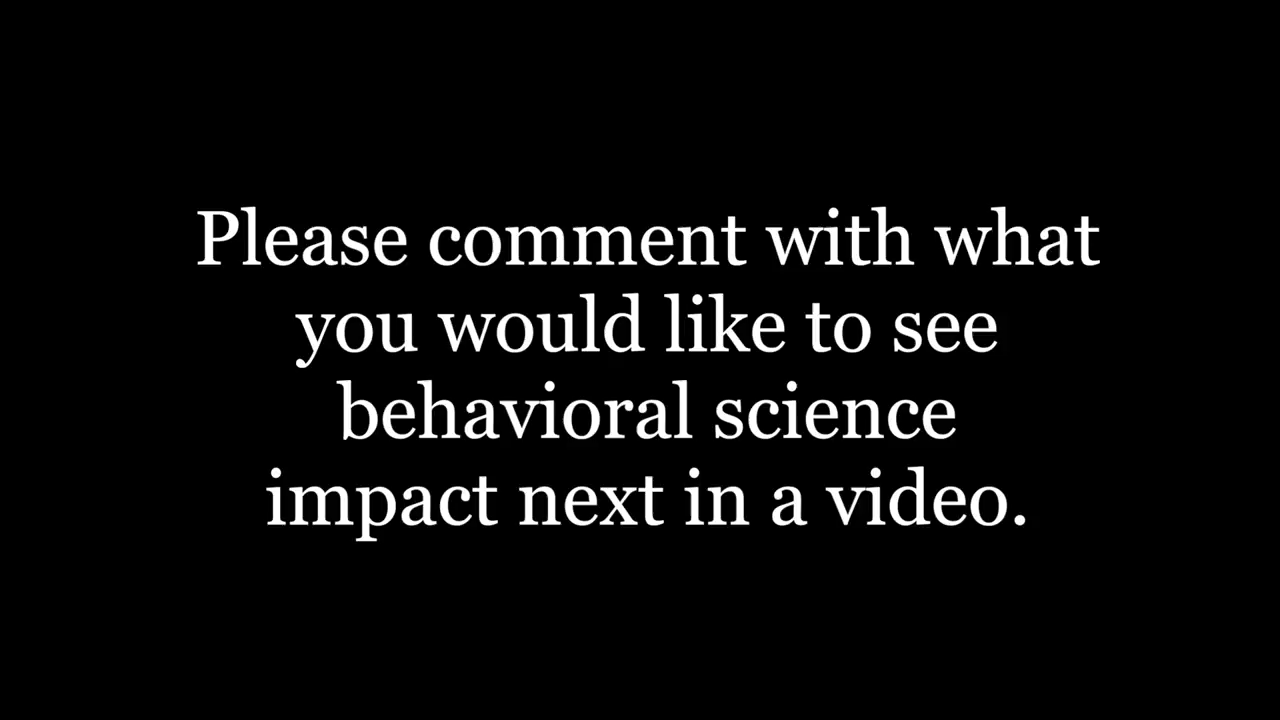 Please comment with what
you would like to see
behavioral science
impact next in a video.